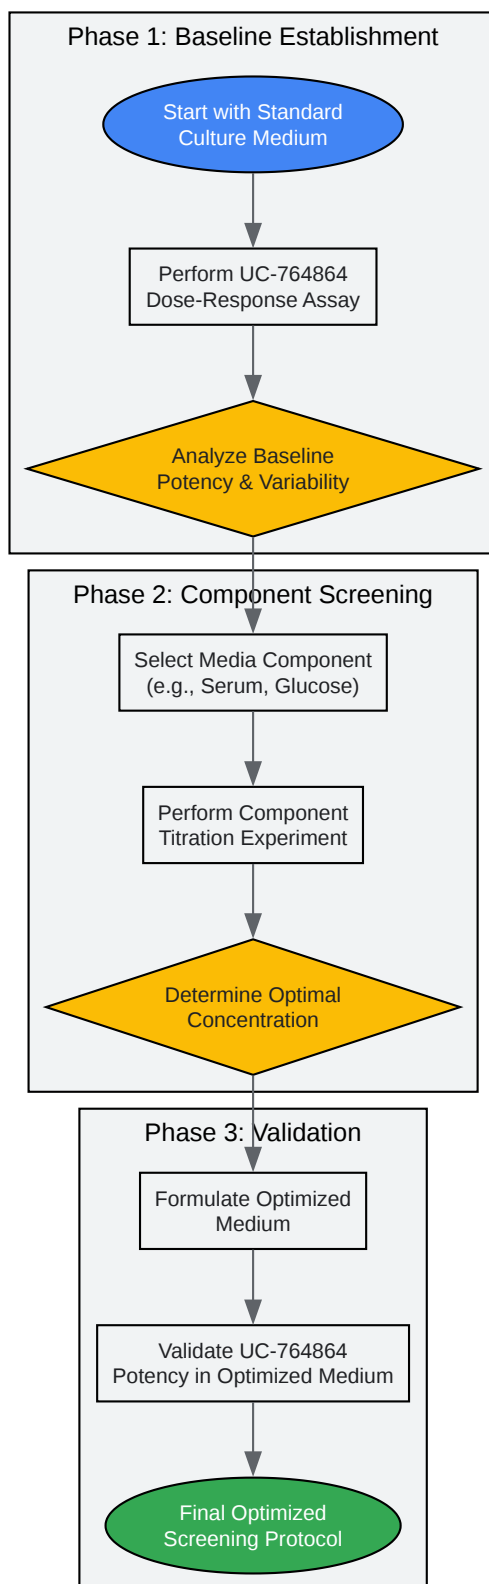 Phase 1: Baseline Establishment
Start with Standard
Culture Medium
Perform UC-764864
Dose-Response Assay
Analyze Baseline
Potency & Variability
Phase 2: Component Screening
Select Media Component
(e.g., Serum, Glucose)
Perform Component
Titration Experiment
Determine Optimal
Concentration
Phase 3: Validation
Formulate Optimized
Medium
Validate UC-764864
Potency in Optimized Medium
Final Optimized
Screening Protocol